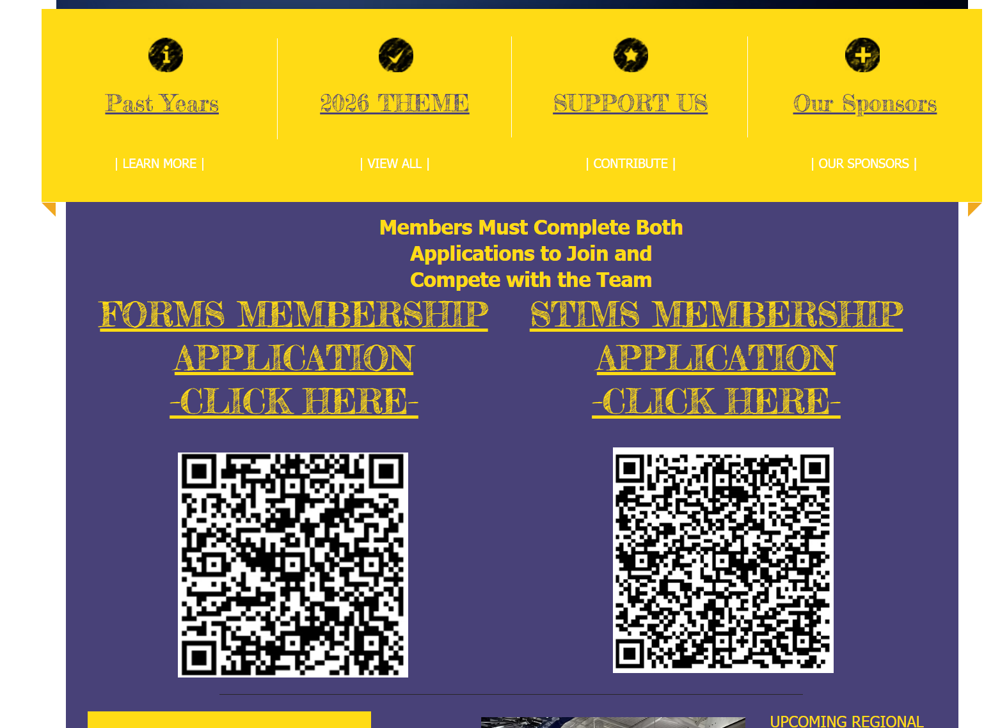 Past Years
2026 THEME
SUPPORT US
Our Sponsors
| LEARN MORE |
| VIEW ALL |
| CONTRIBUTE |
| OUR SPONSORS |
Members Must Complete Both
Applications to Join and
Compete with the Team
FORMS MEMBERSHIP
APPLICATION
-CLICK HERE-
STIMS MEMBERSHIP
APPLICATION
-CLICK HERE-
UPCOMING REGIONAL